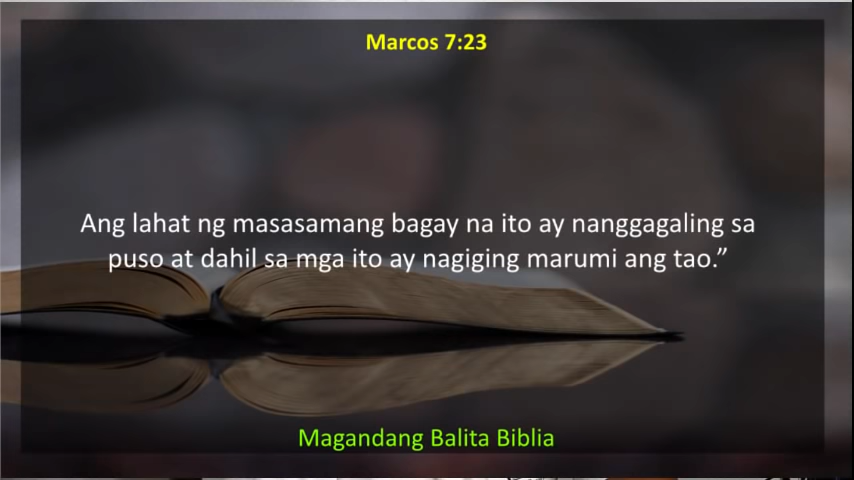 Marcos 7:23
Ang lahat ng masasamang bagay na ito ay nanggagaling sa
puso at dahil sa mga ito ay nagiging marumi ang tao.”
Magandang Balita Biblia